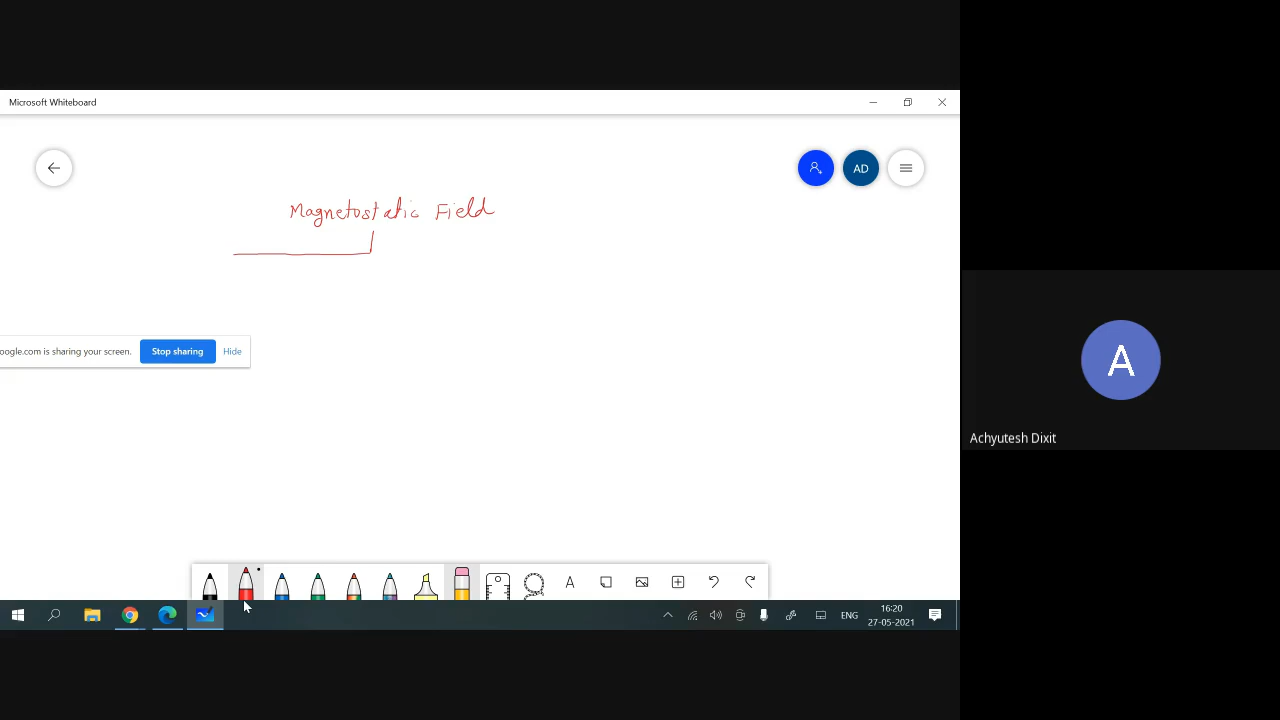 Microsoft Whiteboard
AD
Magnetostatic Field
oogle.com is sharing your screen.
Stop sharing
Hide
A
Achyutesh Dixit
A
ENG
16:20
27-05-2021